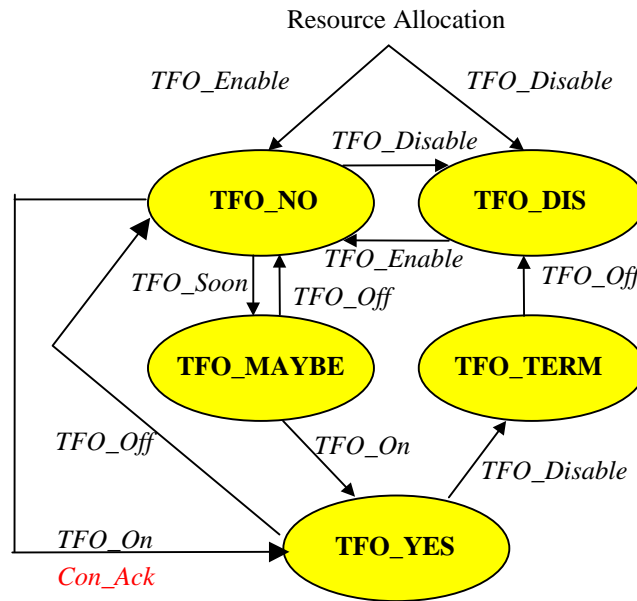 Resource Allocation
TFO_Enable
TFO_Disable
TFO_Disable
TFO_NO
TFO_DIS
TFO_Enable
TFO_Soon
TFO_Off
TFO_Off
TFO_MAYBE
TFO_TERM
TFO_Off
TFO_On
TFO_Disable
TFO_On
TFO_YES
Con_Ack